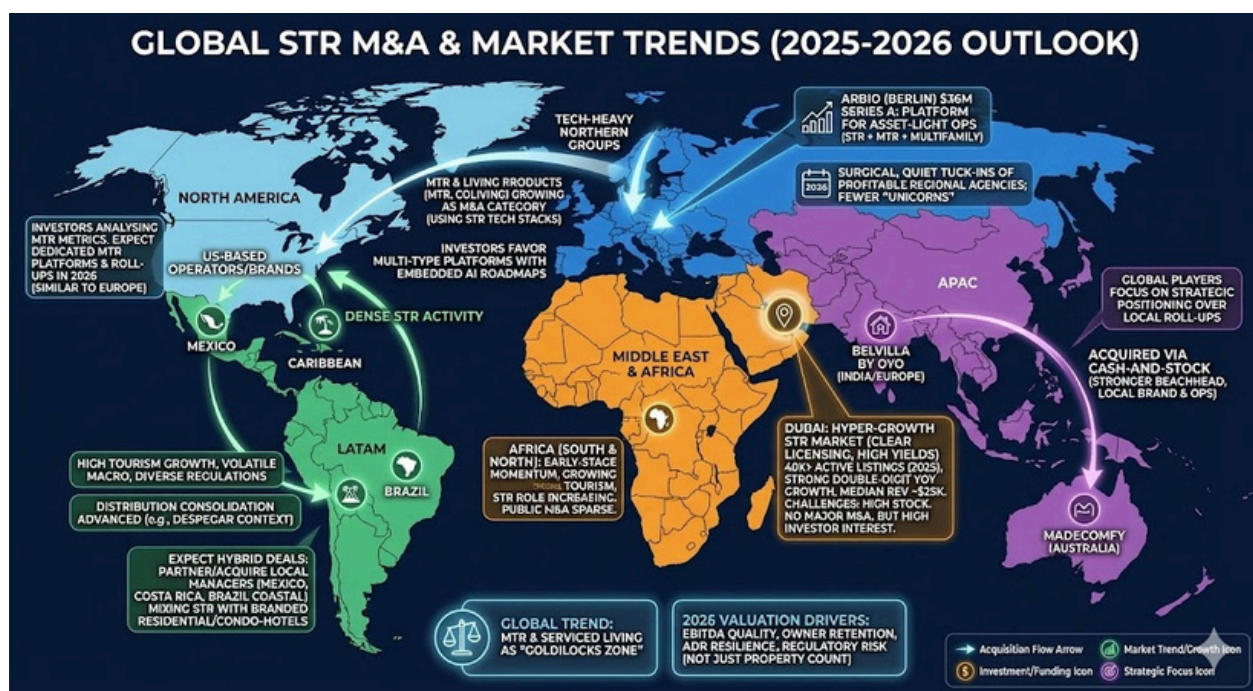 GLOBAL STR M&A & MARKET TRENDS (2025-2026 OUTLOOK)
TECH-HEAVY
NORTHERN
GROUPS
ARBIO (BERLIN) $36M
SERIES A: PLATFORM
FOR ASSET-LIGHT OPS
(STR + MTR + MULTIFAMILY)
2026
SURGICAL, QUIET TUCK-INS OF
PROFITABLE REGIONAL AGENCIES;
FEWER "UNICORNS"
NORTH AMERICA
MTR & LIVING PRODUCTS
(MTR, COLIVING) GROWING
AS M&A CATEGORY
(USING STR TECH STACKS)
INVESTORS ANALYSING
MTR METRICS. EXPECT
DEDICATED MTR
PLATFORMS & ROLL-
UPS IN 2026
(SIMILAR TO EUROPE)
US-BASED
OPERATORS/BRANDS
INVESTORS FAVOR
MULTI-TYPE PLATFORMS WITH
EMBEDDED AI ROADMAPS
APAC
GLOBAL PLAYERS
FOCUS ON STRATEGIC
POSITIONING OVER
LOCAL ROLL-UPS
DENSE STR ACTIVITY
MEXICO
CARIBBEAN
MIDDLE EAST
& AFRICA
BELVILLA
BY OYO
(INDIA/EUROPE)
ACQUIRED VIA
CASH-AND-STOCK
(STRONGER BEACHHEAD,
LOCAL BRAND & OPS)
LATAM
BRAZIL
HIGH TOURISM GROWTH, VOLATILE
MACRO, DIVERSE REGULATIONS
DISTRIBUTION CONSOLIDATION
ADVANCED (e.g., DESPEGAR CONTEXT)
EXPECT HYBRID DEALS:
PARTNER/ACQUIRE LOCAL
MANACERS (MEXICO,
COSTA RICA, BRAZIL COASTAL)
MIXING STR WITH BRANDED
RESIDENTIAL/CONDO-HOTELS
AFRICA (SOUTH &
NORTH): EARLY-STAGE
MOMENTUM, GROWING
TOURISM,
STR ROLE INCREASING.
PUBLIC M&A SPARSE.
DUBAI: HYPER-GROWTH
STR MARKET (CLEAR
LICENSING, HIGH YIELDS)
40K+ ACTIVE LISTINGS (2025),
STRONG DOUBLE-DIGIT YOY
GROWTH. MEDIAN REV ~$25K.
CHALLENGES: HIGH STOCK.
NO MAJOR M&A, BUT HIGH
INVESTOR INTEREST.
MADECOMFY
(AUSTRALIA)
GLOBAL TREND:
MTR & SERVICED LIVING
AS "GOLDILOCKS ZONE"
2026 VALUATION DRIVERS:
EBITDA QUALITY, OWNER RETENTION,
ADR RESILIENCE, REGULATORY RISK
(NOT JUST PROPERTY COUNT)
Acquisition Flow Arrow
Market Trend/Growth Icon
$
Investment/Funding Icon
Strategic Focus Icon